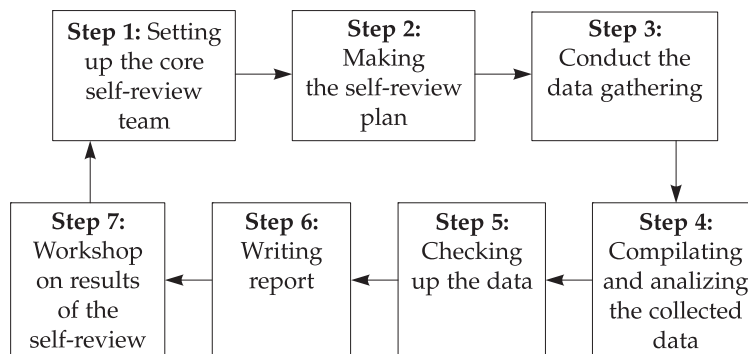 Step 1: Setting
up the core
self-review
team
Step 2:
Making
the self-review
plan
Step 3:
Conduct the
data gathering
Step 4:
Compilating
and analizing
the collected
data
Step 5:
Checking
up the data
Step 6:
Writing
report
Step 7:
Workshop
on results
of the
self-review